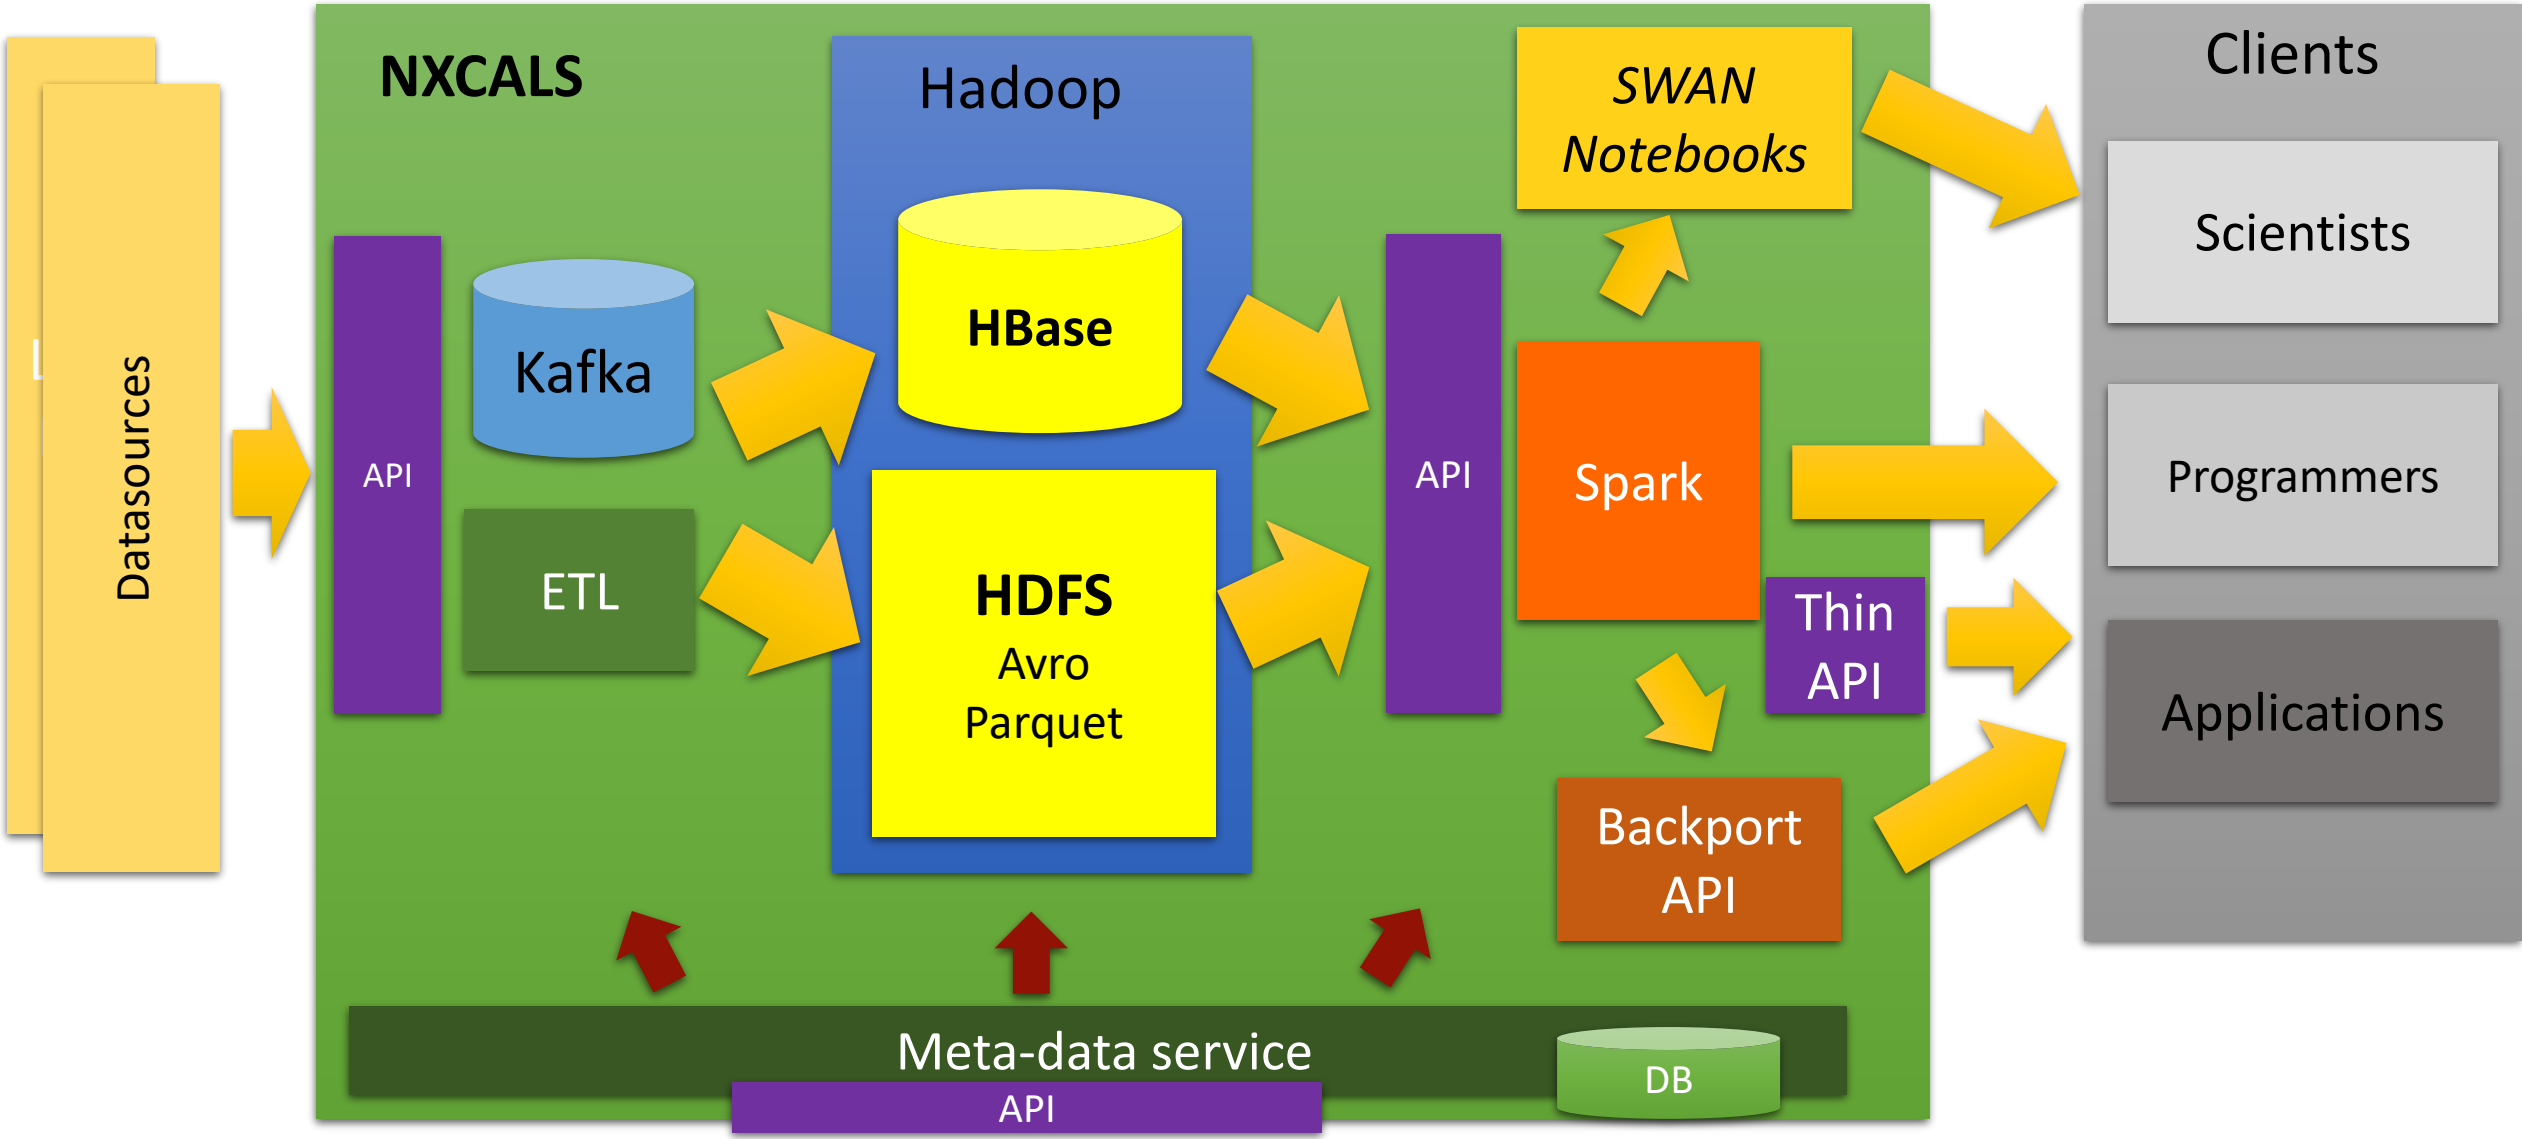 NXCALS
Datasources
API
Kafka
ETL
Hadoop
HBase
HDFS
Avro
Parquet
API
SWAN
Notebooks
Spark
Thin
API
Backport
API
Clients
Scientists
Programmers
Applications
Meta-data service
API
DB